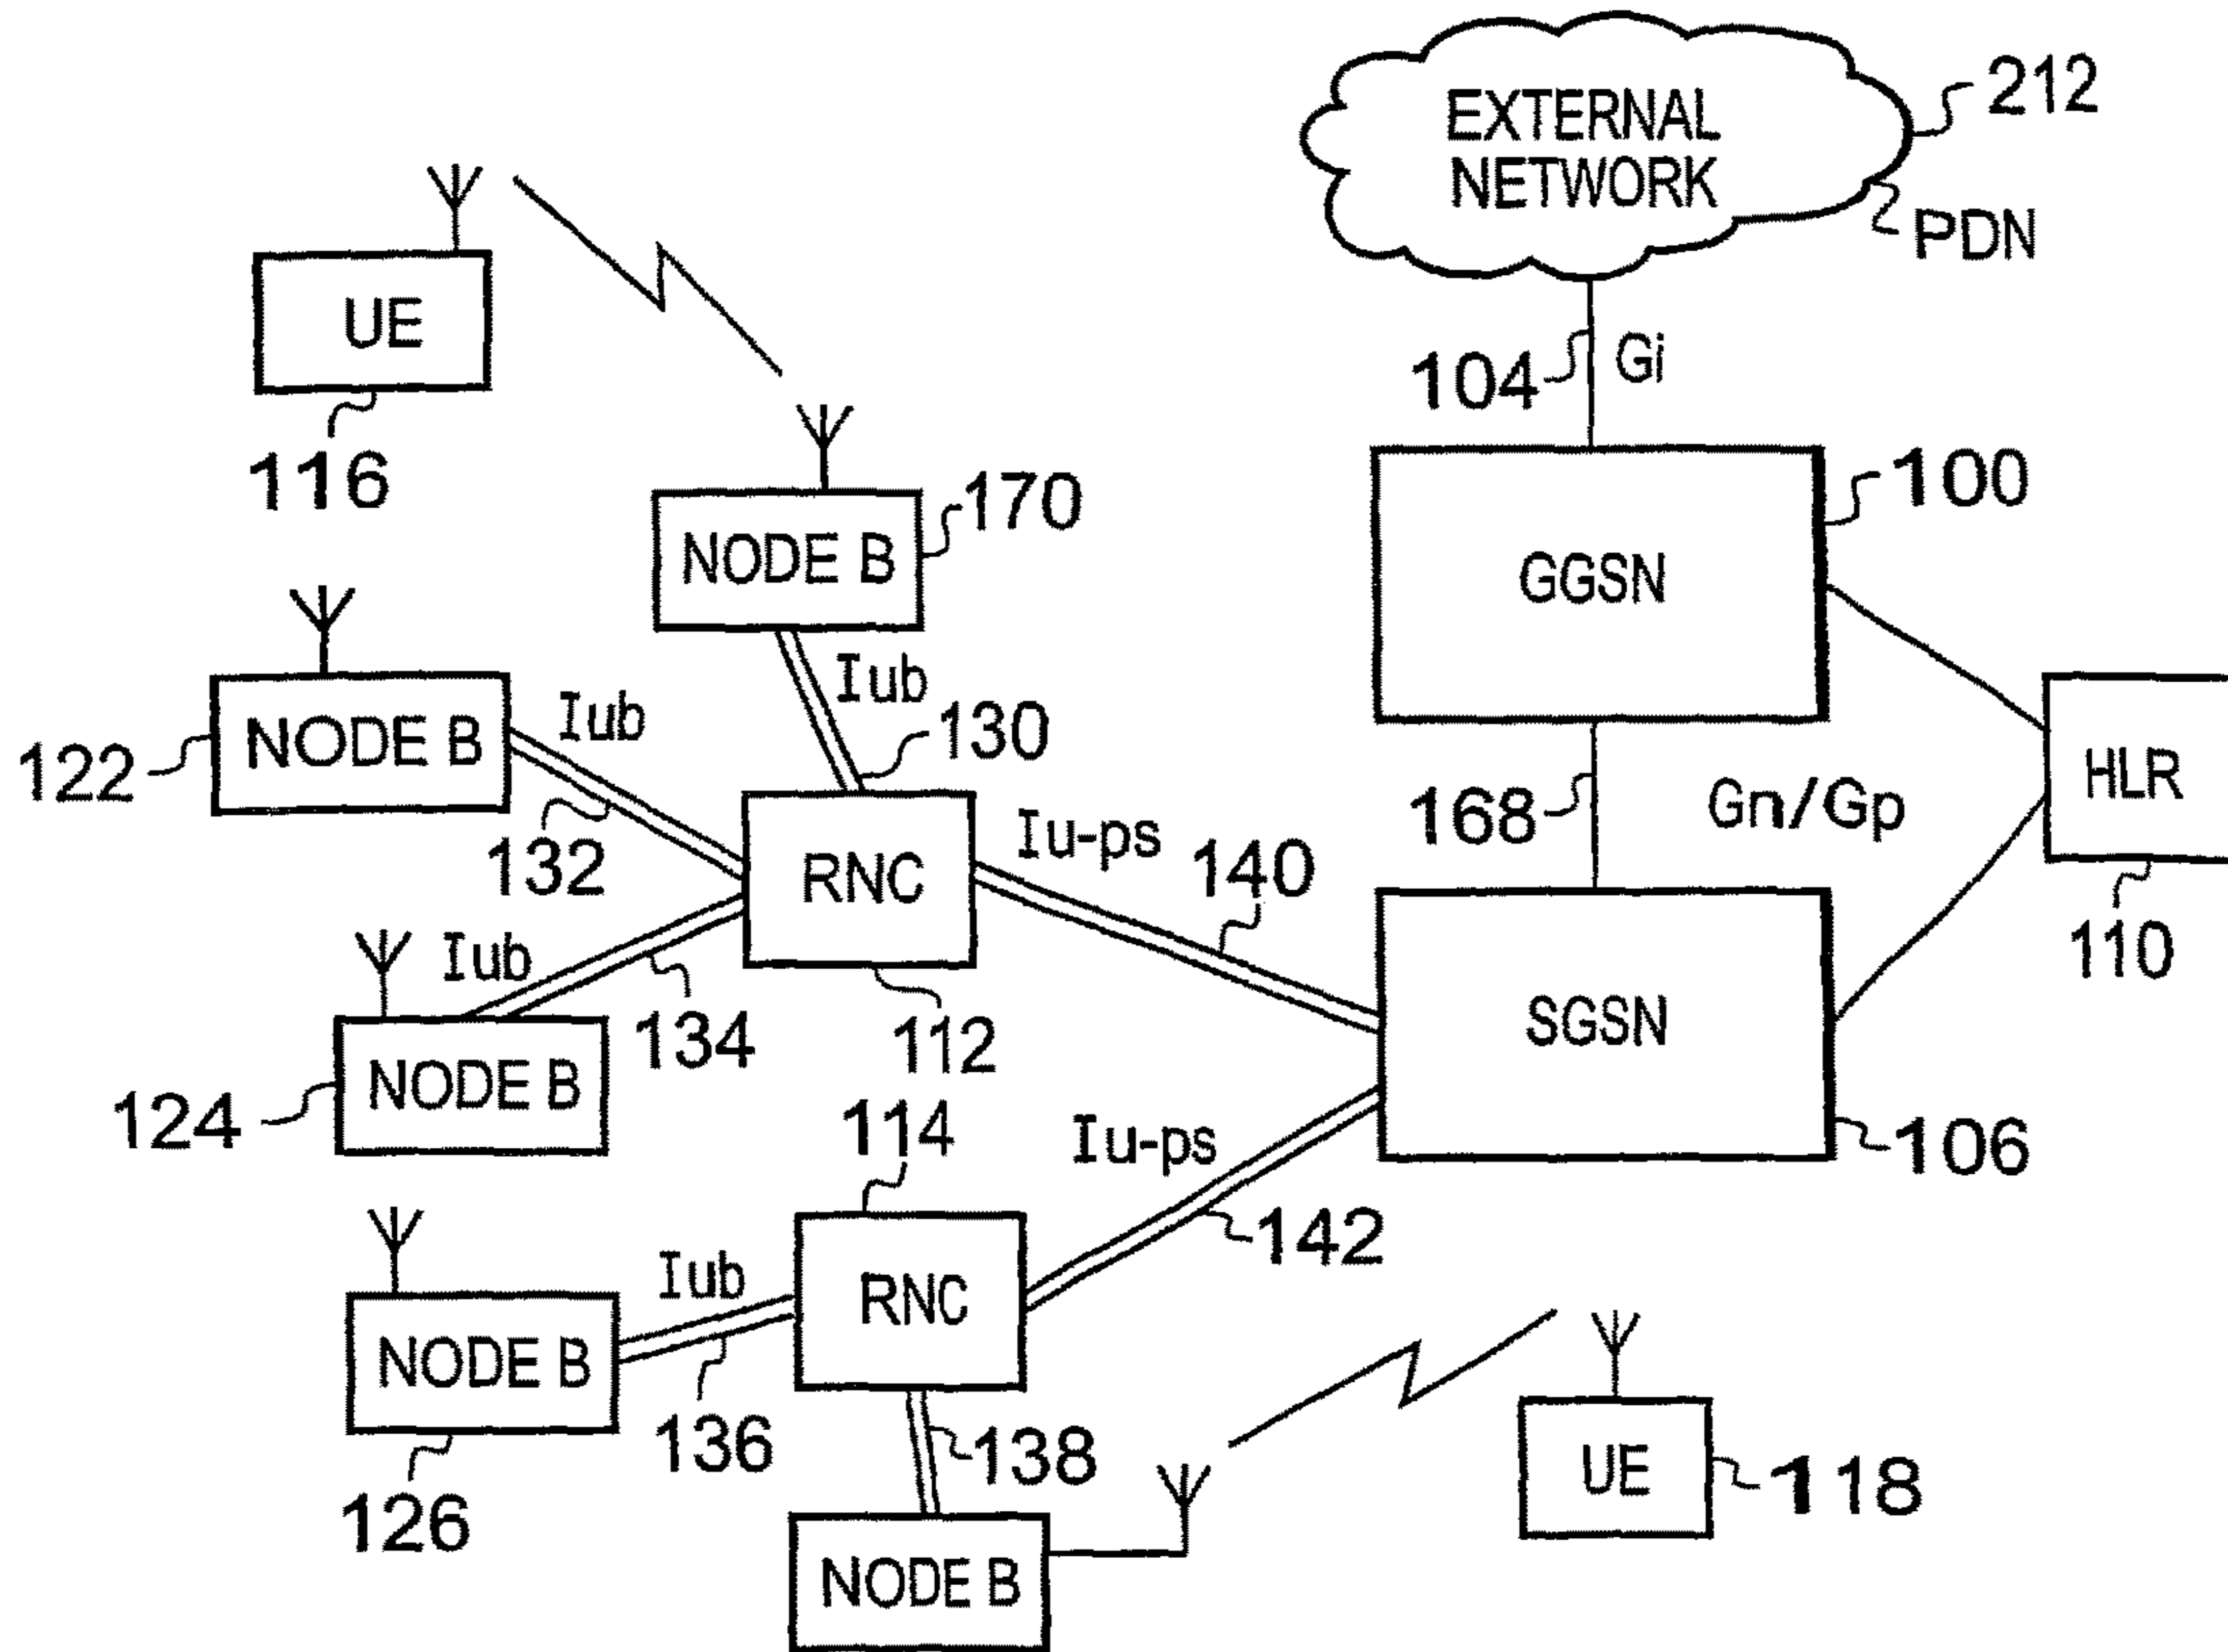 EXTERNAL
NETWORK
212
PDN
UE
116
104
Gi
NODE B
170
GGSN
100
Iub
130
NODE B
122
Iub
132
HLR
110
168
Gn/Gp
RNC
112
Iu-ps
140
Iub
134
NODE B
124
SGSN
106
114
Iu-ps
142
RNC
Iub
136
NODE B
126
138
UE
118
NODE B